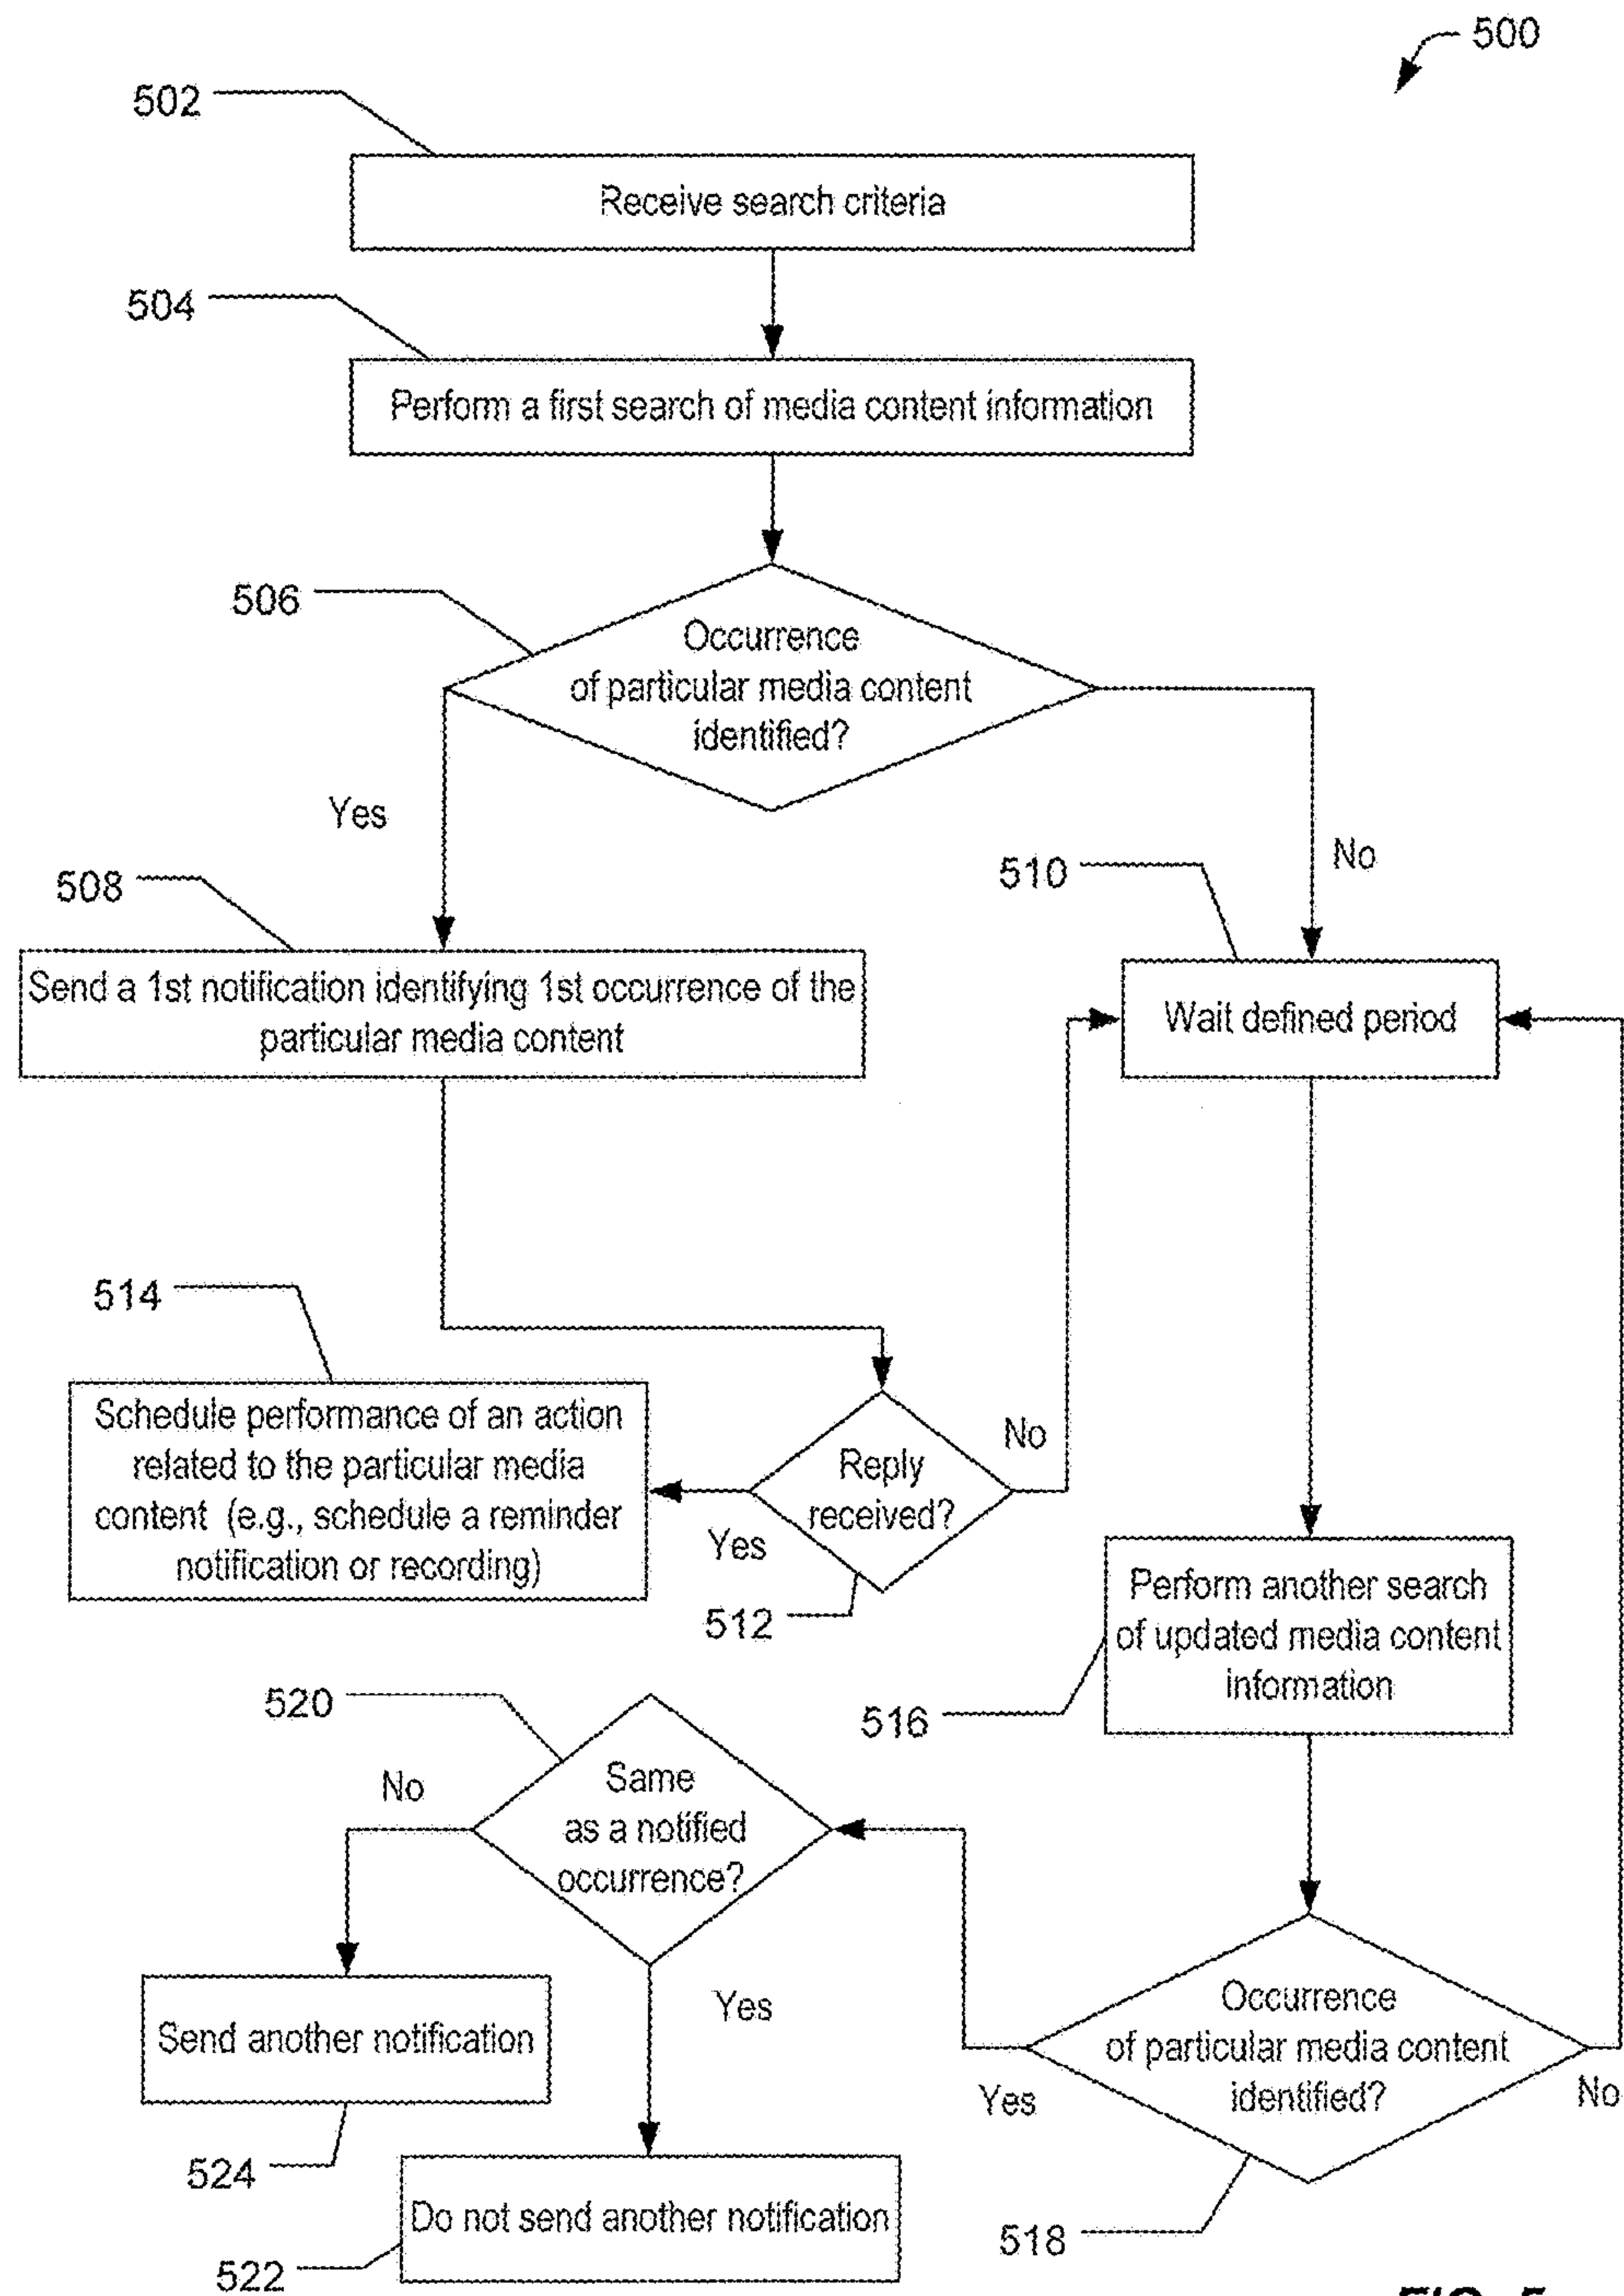 500
502
Receive search criteria
504
Perform a first search of media content information
506
Occurrence
of particular media content
identified?
Yes
No
508
510
Send a 1st notification identifying 1st occurrence of the
particular media content
Wait defined period
514
Schedule performance of an action
related to the particular media
content (e.g., schedule a reminder
notification or recording)
Reply
received?
No
Yes
512
Perform another search
of updated media content
information
516
520
Same
as a notified
occurrence?
No
Yes
Send another notification
524
Do not send another notification
522
Occurrence
of particular media content
identified?
Yes
No
518